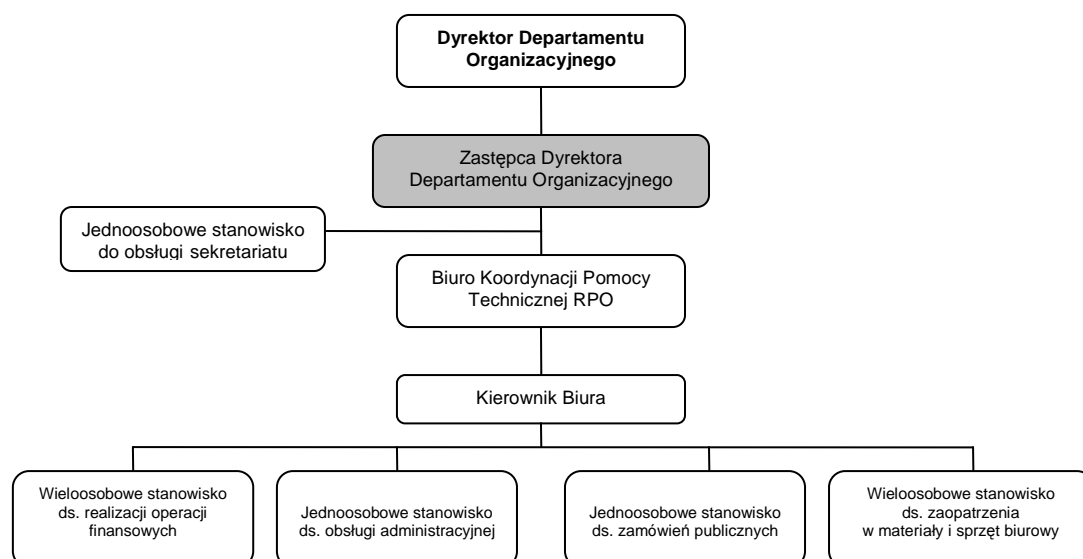 Dyrektor Departamentu
Organizacyjnego
Zastępca Dyrektora
Departamentu Organizacyjnego
Jednoosobowe stanowisko
do obsługi sekretariatu
Biuro Koordynacji Pomocy
Technicznej RPO
Kierownik Biura
Wieloosobowe stanowisko
ds. realizacji operacji
finansowych
Jednoosobowe stanowisko
ds. obsługi administracyjnej
Jednoosobowe stanowisko
ds. zamówień publicznych
Wieloosobowe stanowisko
ds. zaopatrzenia
w materiały i sprzęt biurowy